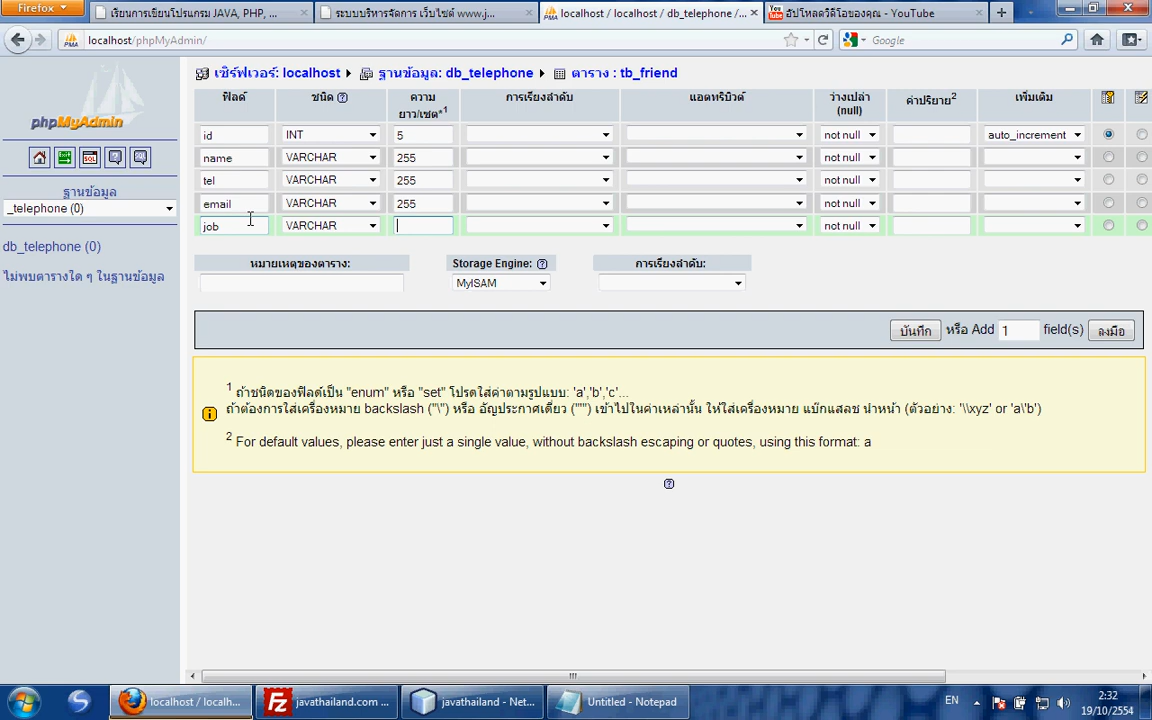 Firefox
เรียนการเขียนโปรแกรม JAVA, PHP, ...
ระบบบริหารจัดการ เว็บไซต์ www.j...
localhost / localhost / db_telephone /...
อัปโหลดวิดีโอของคุณ - YouTube
localhost/phpMyAdmin/
Google
phpMyAdmin
ฐานข้อมูล
_telephone (0)
db_telephone (0)
ไม่พบตารางใด ๆ ในฐานข้อมูล
เซิร์ฟเวอร์: localhost ฐานข้อมูล: db_telephone ตาราง : tb_friend
ฟิลด์ ชนิด ความยาว/เซต*1 การเรียงลำดับ แอตทริบิวต์ ว่างเปล่า (null) ค่าปริยาย2 เพิ่มเติม
id INT 5 not null auto_increment
name VARCHAR 255 not null
tel VARCHAR 255 not null
email VARCHAR 255 not null
job VARCHAR not null
หมายเหตุของตาราง: Storage Engine: การเรียงลำดับ:
MyISAM
บันทึก หรือ Add 1 field(s) ลงมือ
1 ถ้าชนิดของฟิลด์เป็น "enum" หรือ "set" โปรดใส่ค่าตามรูปแบบ: 'a','b','c'...
ถ้าต้องการใส่เครื่องหมาย backslash ("\") หรือ อัญประกาศเดี่ยว ("'") เข้าไปในค่าเหล่านั้น ให้ใส่เครื่องหมาย แบ๊กแสลช นำหน้า (ตัวอย่าง: '\\xyz' or 'a\'b')
2 For default values, please enter just a single value, without backslash escaping or quotes, using this format: a
localhost / localh...
javathailand.com ...
javathailand - Net...
Untitled - Notepad
EN
2:32
19/10/2554